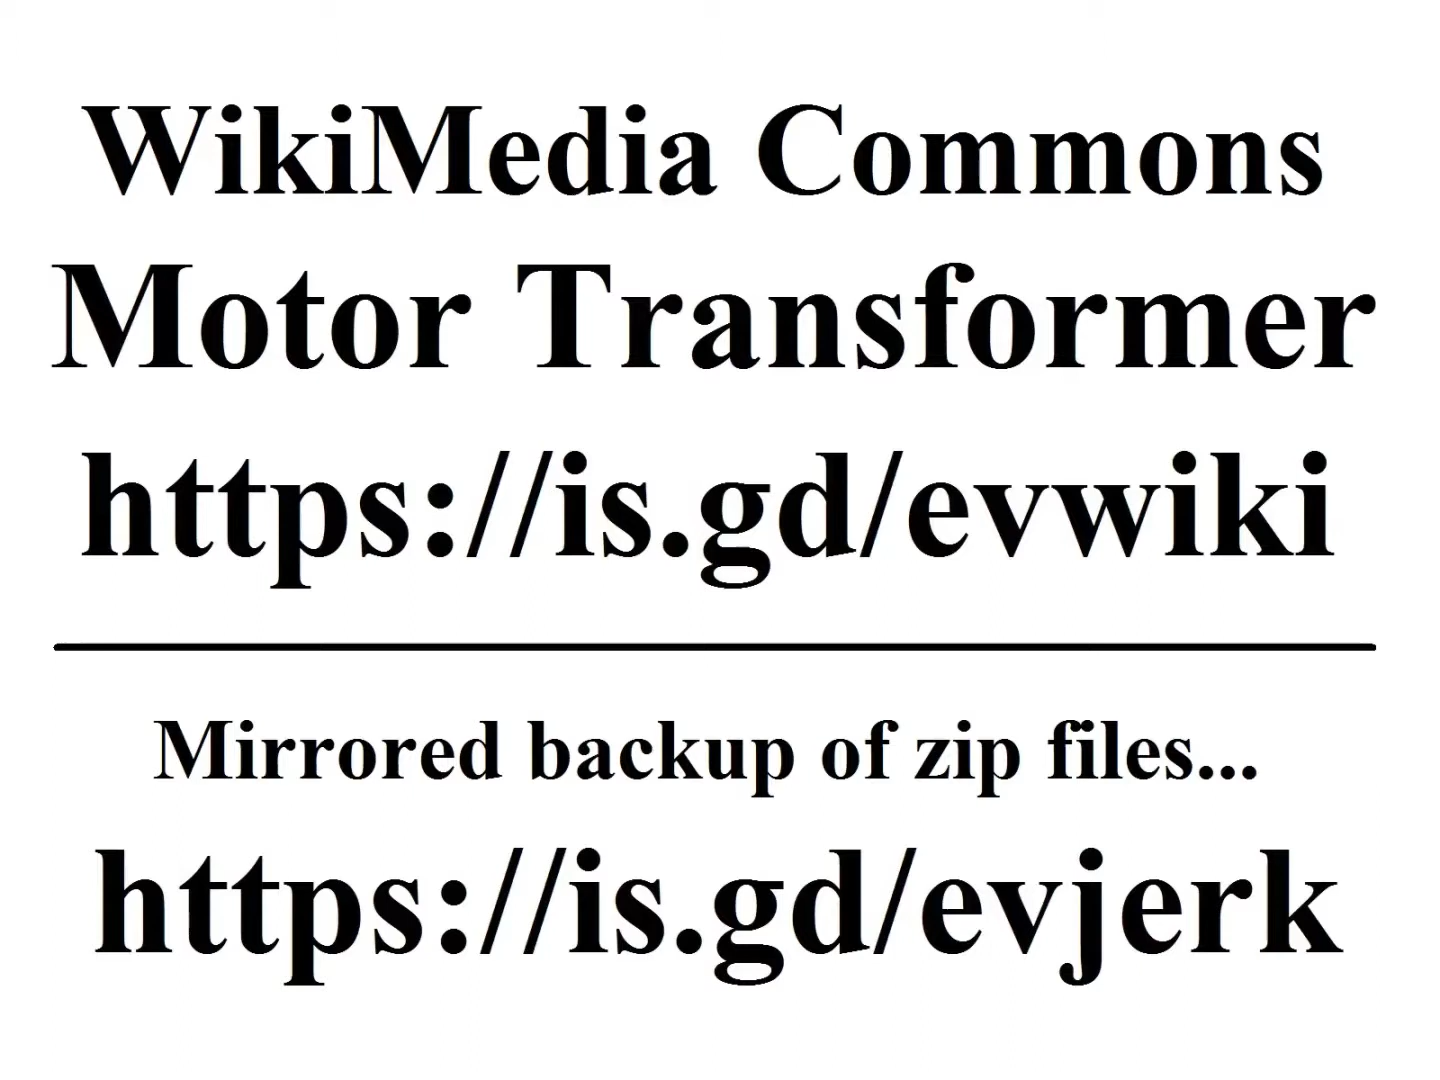 WikiMedia Commons
Motor Transformer
https://is.gd/evwiki
Mirrored backup of zip files...
https://is.gd/evjerk